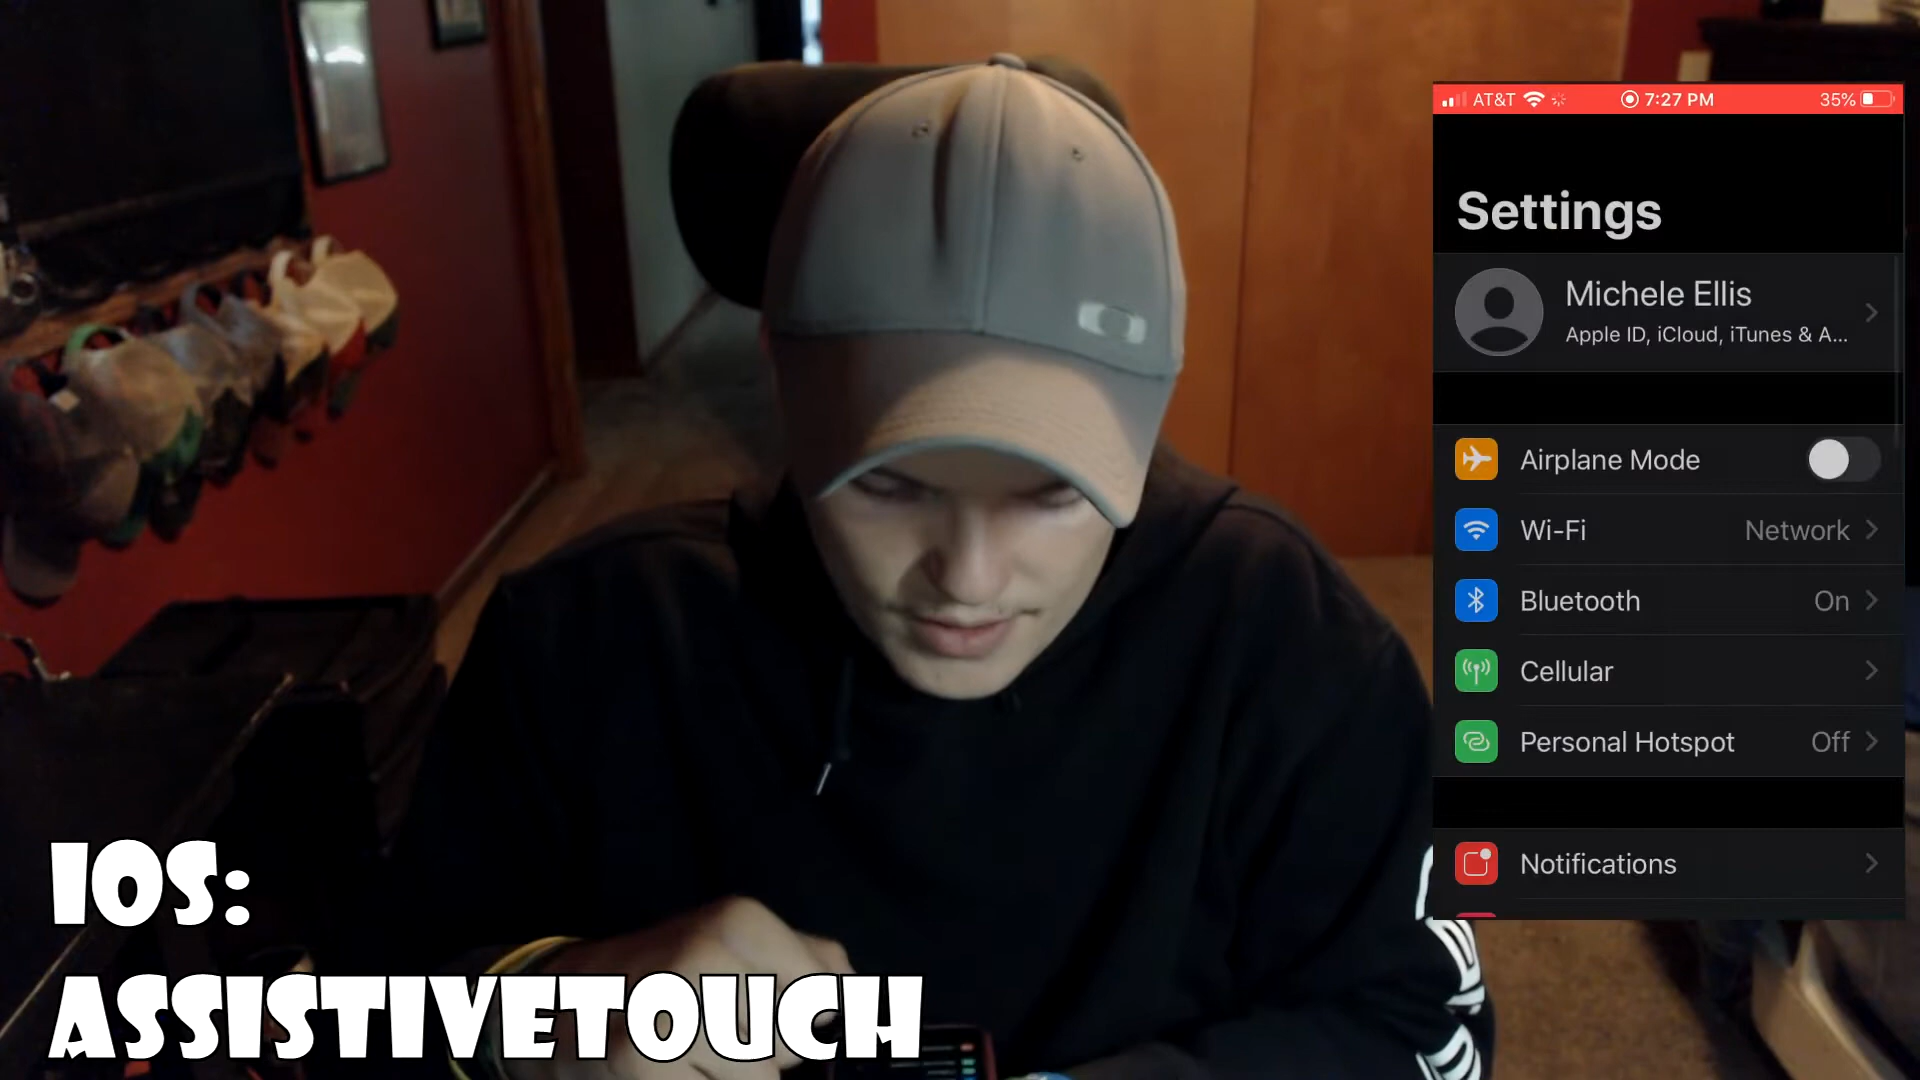 AT&T 7:27 PM 35%
Settings
Michele Ellis
Apple ID, iCloud, iTunes & A...
Airplane Mode
Wi-Fi Network
Bluetooth On
Cellular
Personal Hotspot Off
Notifications
IOS:
ASSISTIVETOUCH